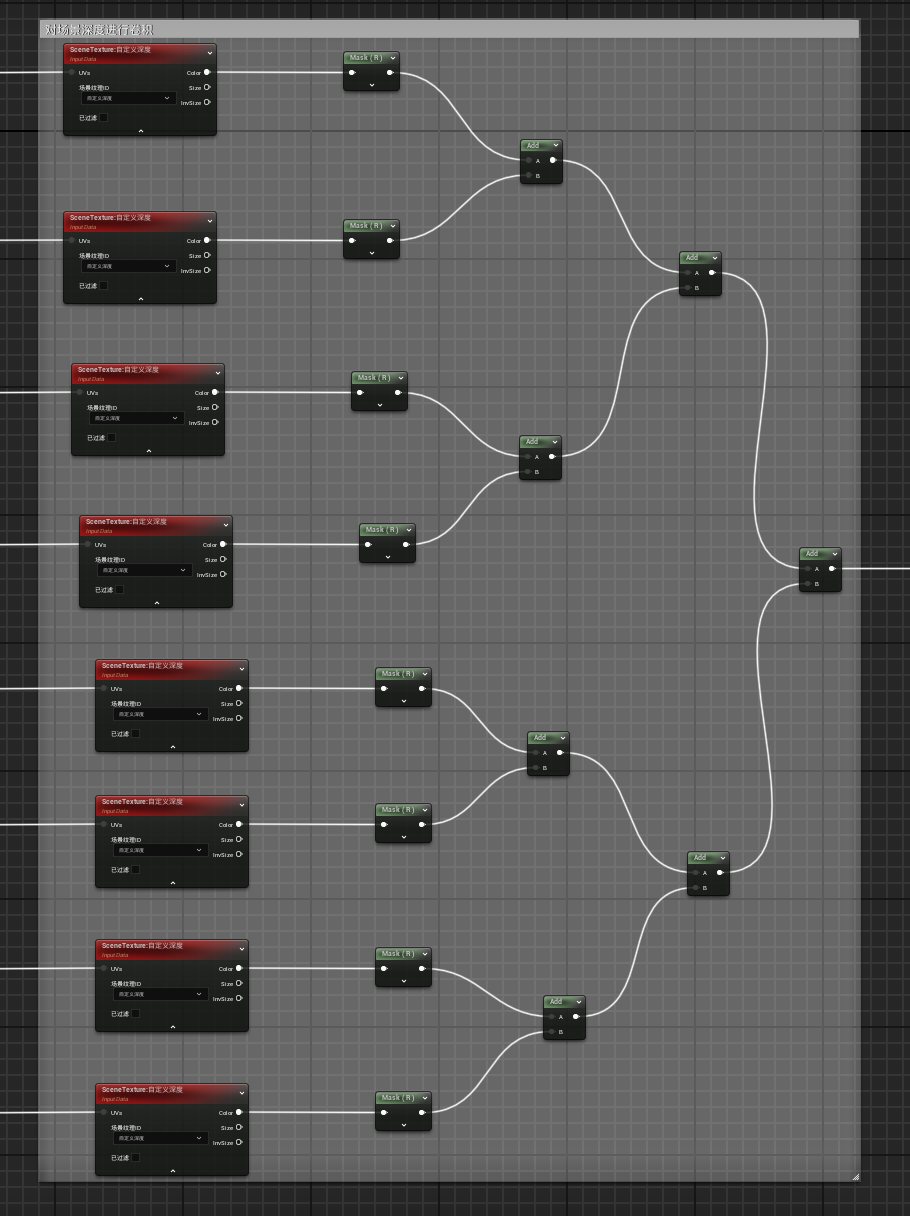 对场景深度进行卷积
SceneTexture:自定义深度
Input Data
Mask ( R )
UVs
Color
场景纹理ID
Size
自定义深度
InvSize
已过滤
Add
A
B
SceneTexture:自定义深度
Input Data
Mask ( R )
UVs
Color
场景纹理ID
Size
自定义深度
InvSize
已过滤
Add
A
B
SceneTexture:自定义深度
Input Data
Mask ( R )
UVs
Color
场景纹理ID
Size
自定义深度
InvSize
已过滤
Add
A
B
SceneTexture:自定义深度
Input Data
Mask ( R )
UVs
Color
场景纹理ID
Size
自定义深度
InvSize
已过滤
Add
A
B
SceneTexture:自定义深度
Input Data
Mask ( R )
UVs
Color
场景纹理ID
Size
自定义深度
InvSize
已过滤
Add
A
B
SceneTexture:自定义深度
Input Data
Mask ( R )
UVs
Color
场景纹理ID
Size
自定义深度
InvSize
已过滤
Add
A
B
SceneTexture:自定义深度
Input Data
Mask ( R )
UVs
Color
场景纹理ID
Size
自定义深度
InvSize
已过滤
Add
A
B
SceneTexture:自定义深度
Input Data
Mask ( R )
UVs
Color
场景纹理ID
Size
自定义深度
InvSize
已过滤